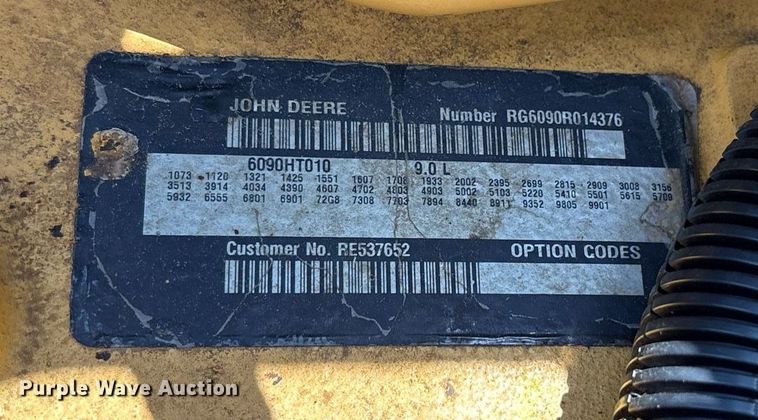 JOHN DEERE Number RG6090R014376
6090HT010 9.0 L
1073 1120 1321 1425 1551 1607 1708 1933 2002 2395 2699 2815 2909 3008 3156
3513 3914 4034 4390 4607 4702 4803 4903 5002 5103 5220 5410 5501 5615 5709
5932 6555 6801 6901 72G8 7308 7703 7894 8440 8911 9352 9805 9901
Customer No. RE537652 OPTION CODES
Purple Wave Auction